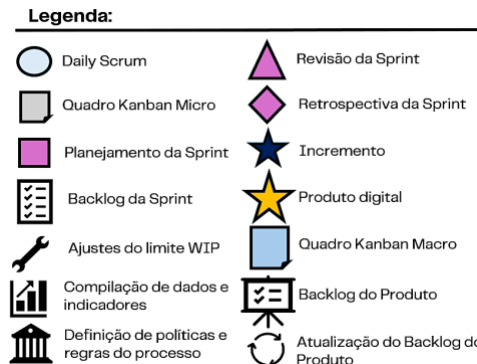 Legenda:
Daily Scrum
Quadro Kanban Micro
Planejamento da Sprint
Backlog da Sprint
Ajustes do limite WIP
Compilação de dados e
indicadores
Definição de políticas e
regras do processo
Revisão da Sprint
Retrospectiva da Sprint
Incremento
Produto digital
Quadro Kanban Macro
Backlog do Produto
Atualização do Backlog do
Produto